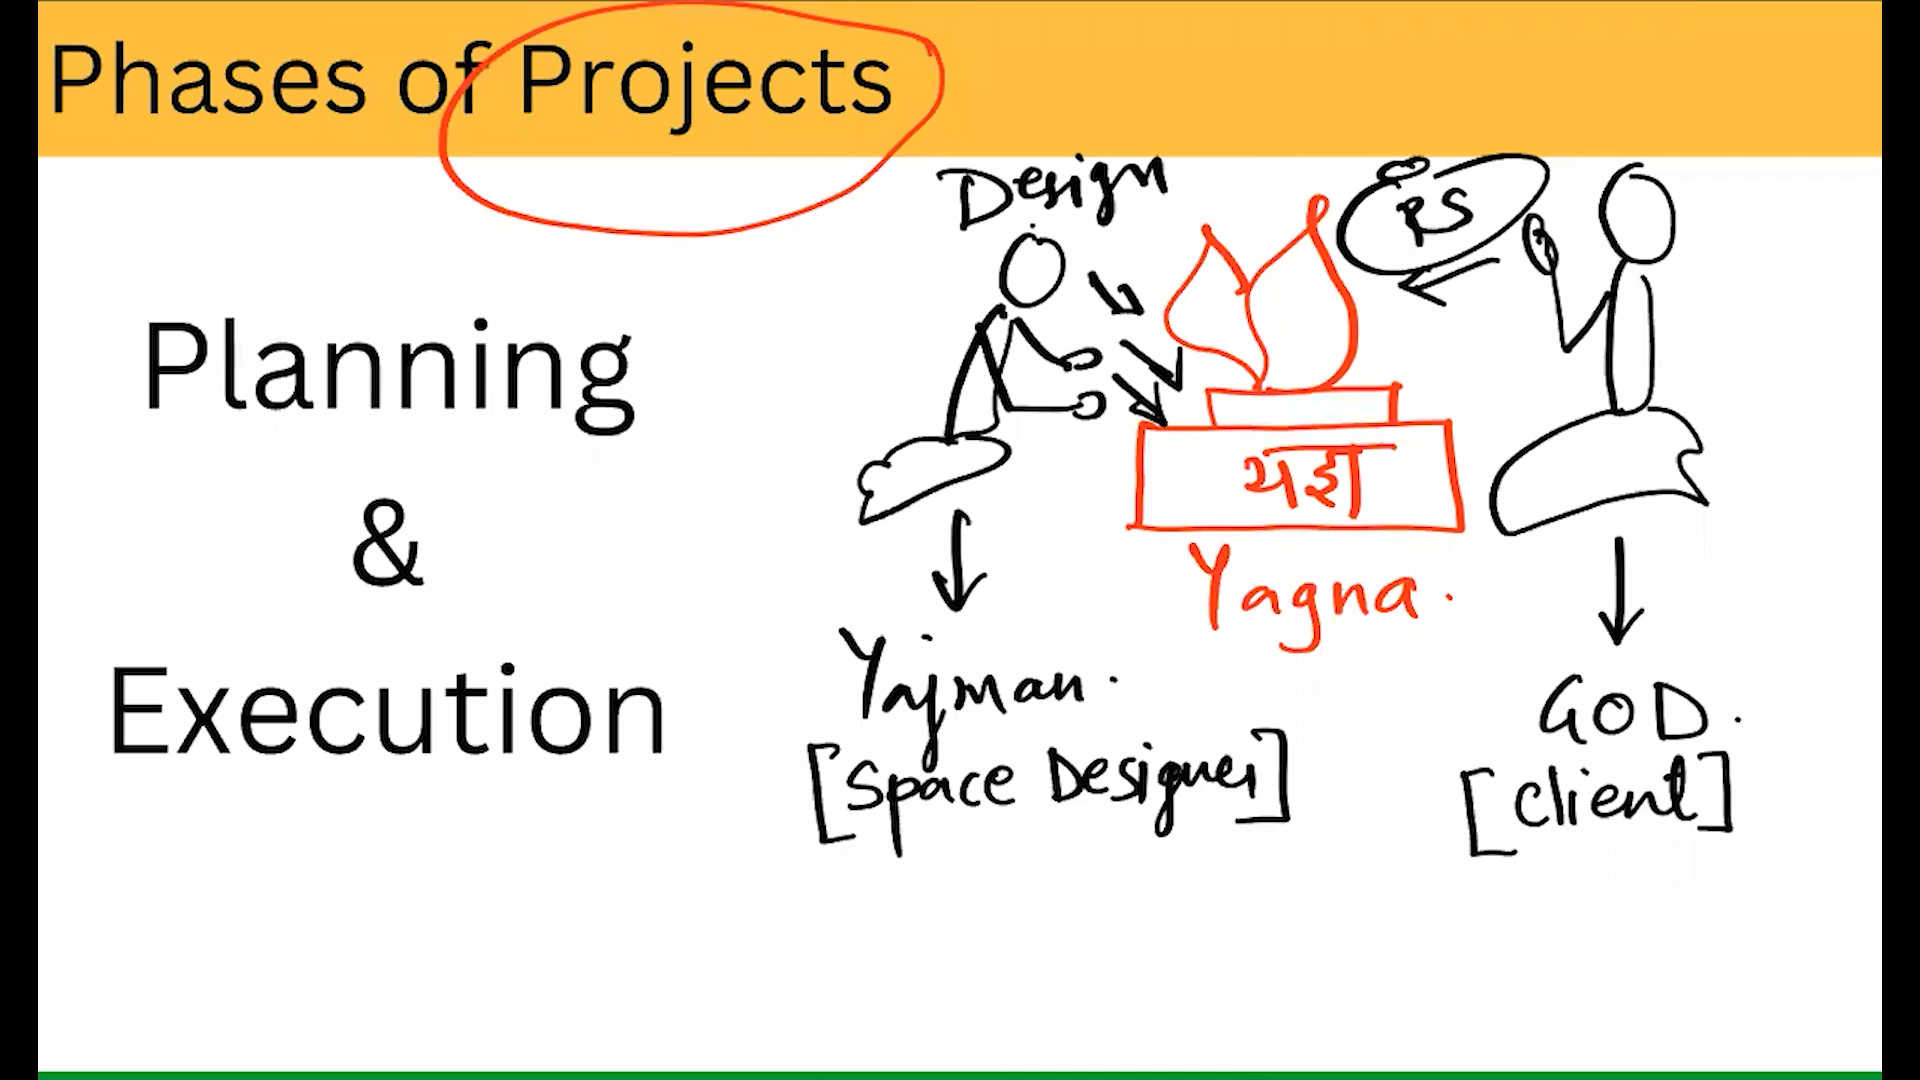 Phases of Projects
Design
RS
Planning
&
Execution
यज्ञ
Yagna.
Yajman.
[Space Designer]
GOD.
[Client]